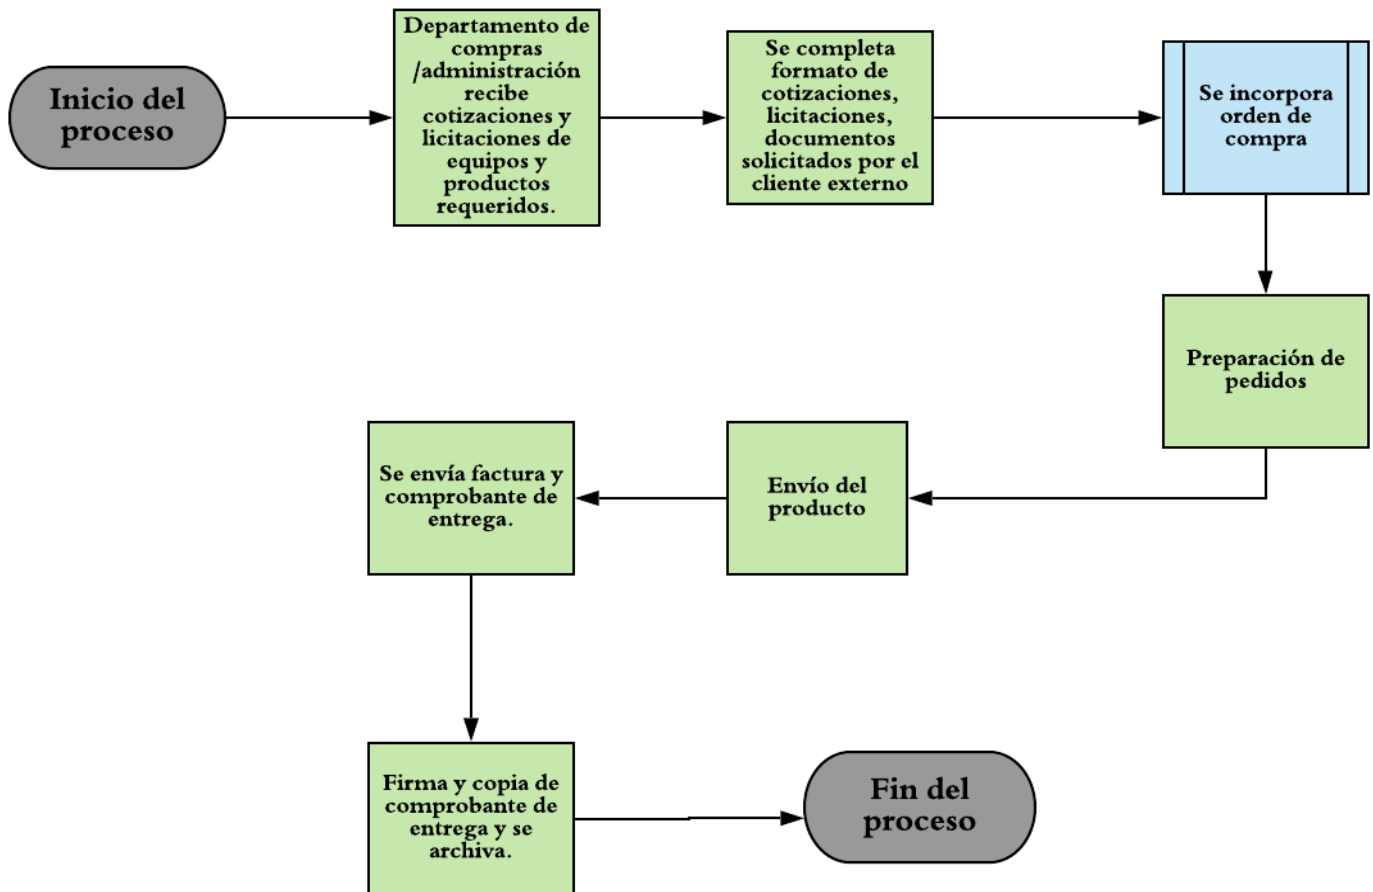 Inicio del
proceso
Departamento de
compras
/administración
recibe
cotizaciones y
licitaciones de
equipos y
productos
requeridos.
Se completa
formato de
cotizaciones,
licitaciones,
documentos
solicitados por el
cliente externo
Se incorpora
orden de
compra
Preparación de
pedidos
Envío del
producto
Se envía factura y
comprobante de
entrega.
Firma y copia de
comprobante de
entrega y se
archiva.
Fin del
proceso